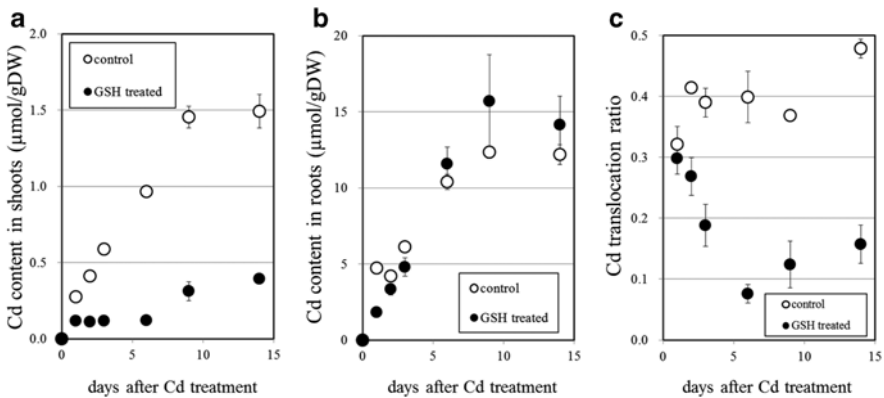 a
Cd content in shoots (µmol/gDW)
2.0
1.5
1.0
0.5
0.0
control
GSH treated
0
5
10
15
days after Cd treatment
b
Cd content in roots (µmol/gDW)
20
15
10
5
0
control
GSH treated
0
5
10
15
days after Cd treatment
c
Cd translocation ratio
0.5
0.4
0.3
0.2
0.1
0.0
control
GSH treated
0
5
10
15
days after Cd treatment